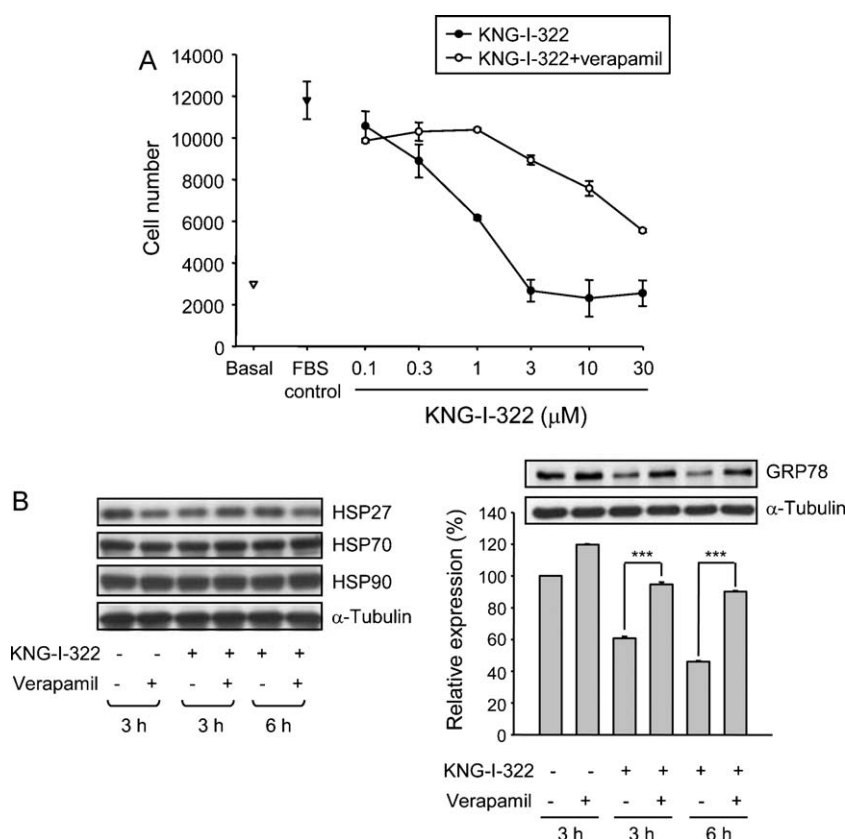 KNG-I-322
KNG-I-322+verapamil
A
14000
12000
10000
8000
6000
4000
2000
0
Cell number
Basal FBS control 0.1 0.3 1 3 10 30
KNG-I-322 (μM)
B
HSP27
HSP70
HSP90
α-Tubulin
KNG-I-322 - - + + + +
Verapamil - + - + - +
3 h 3 h 6 h
GRP78
α-Tubulin
140
120
100
80
60
40
20
0
Relative expression (%)
*** ***
KNG-I-322 - - + + + +
Verapamil - + - + - +
3 h 3 h 6 h